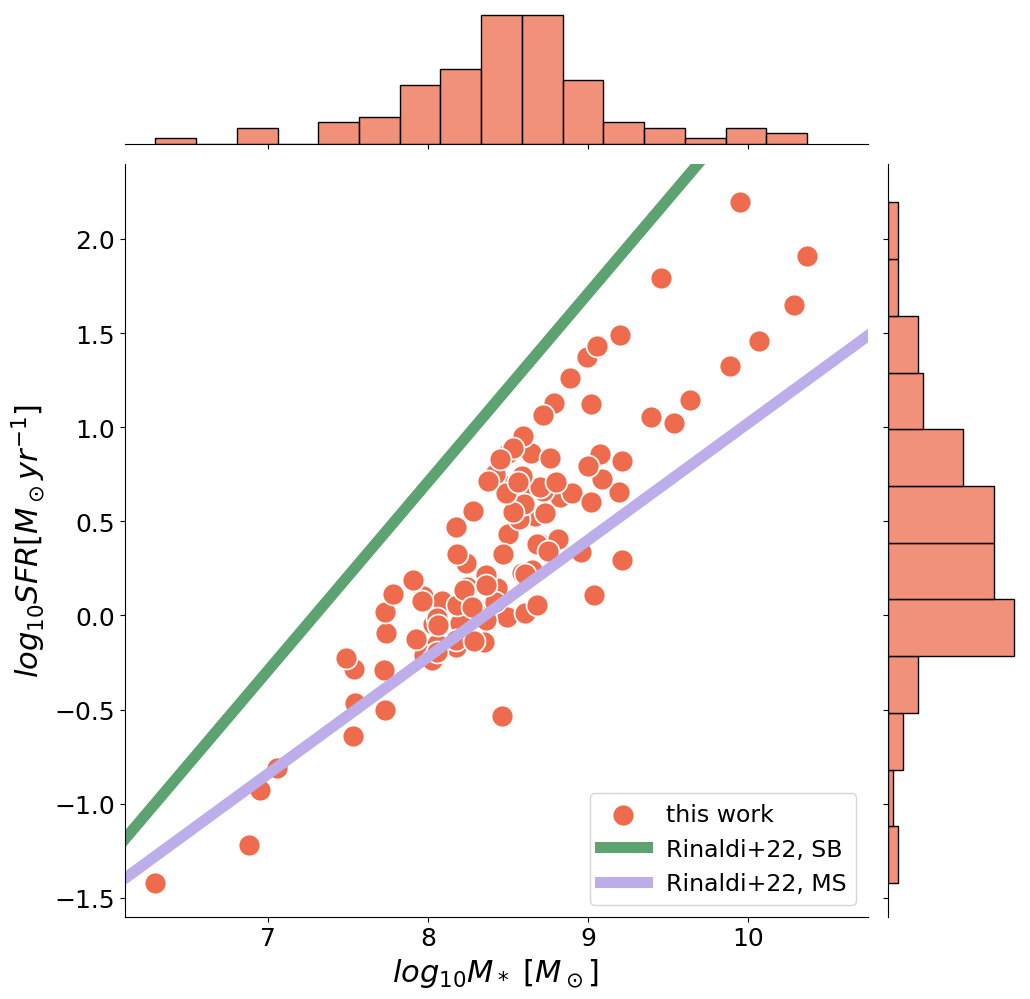 log10SFR[M⊙yr−1]
2.0
1.5
1.0
0.5
0.0
−0.5
−1.0
−1.5
this work
Rinaldi+22, SB
Rinaldi+22, MS
7 8 9 10
log10M* [M⊙]